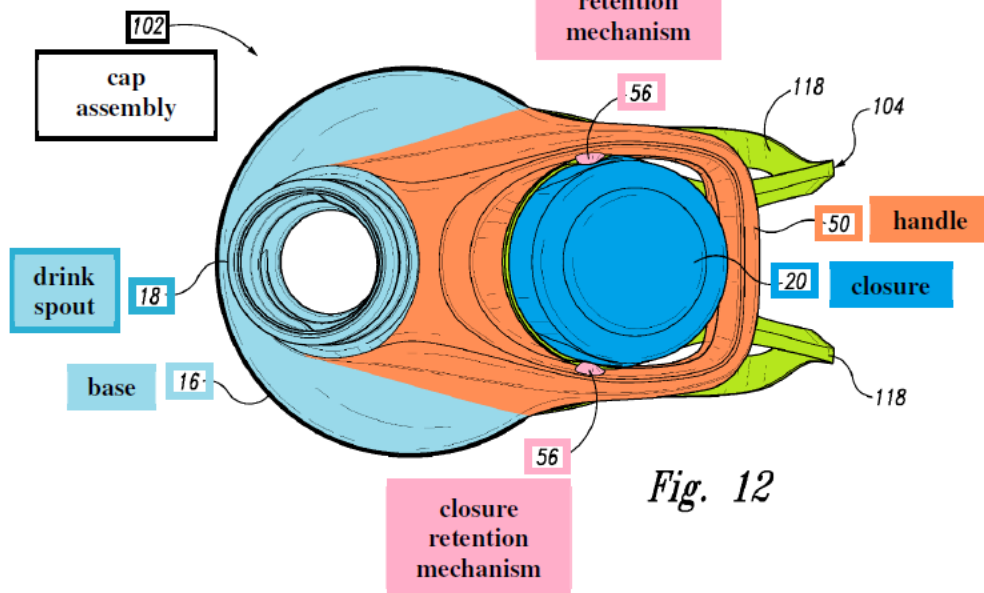 retention
mechanism
102
cap
assembly
56
118
104
50
handle
20
closure
drink
spout
18
base
16
118
56
Fig. 12
closure
retention
mechanism